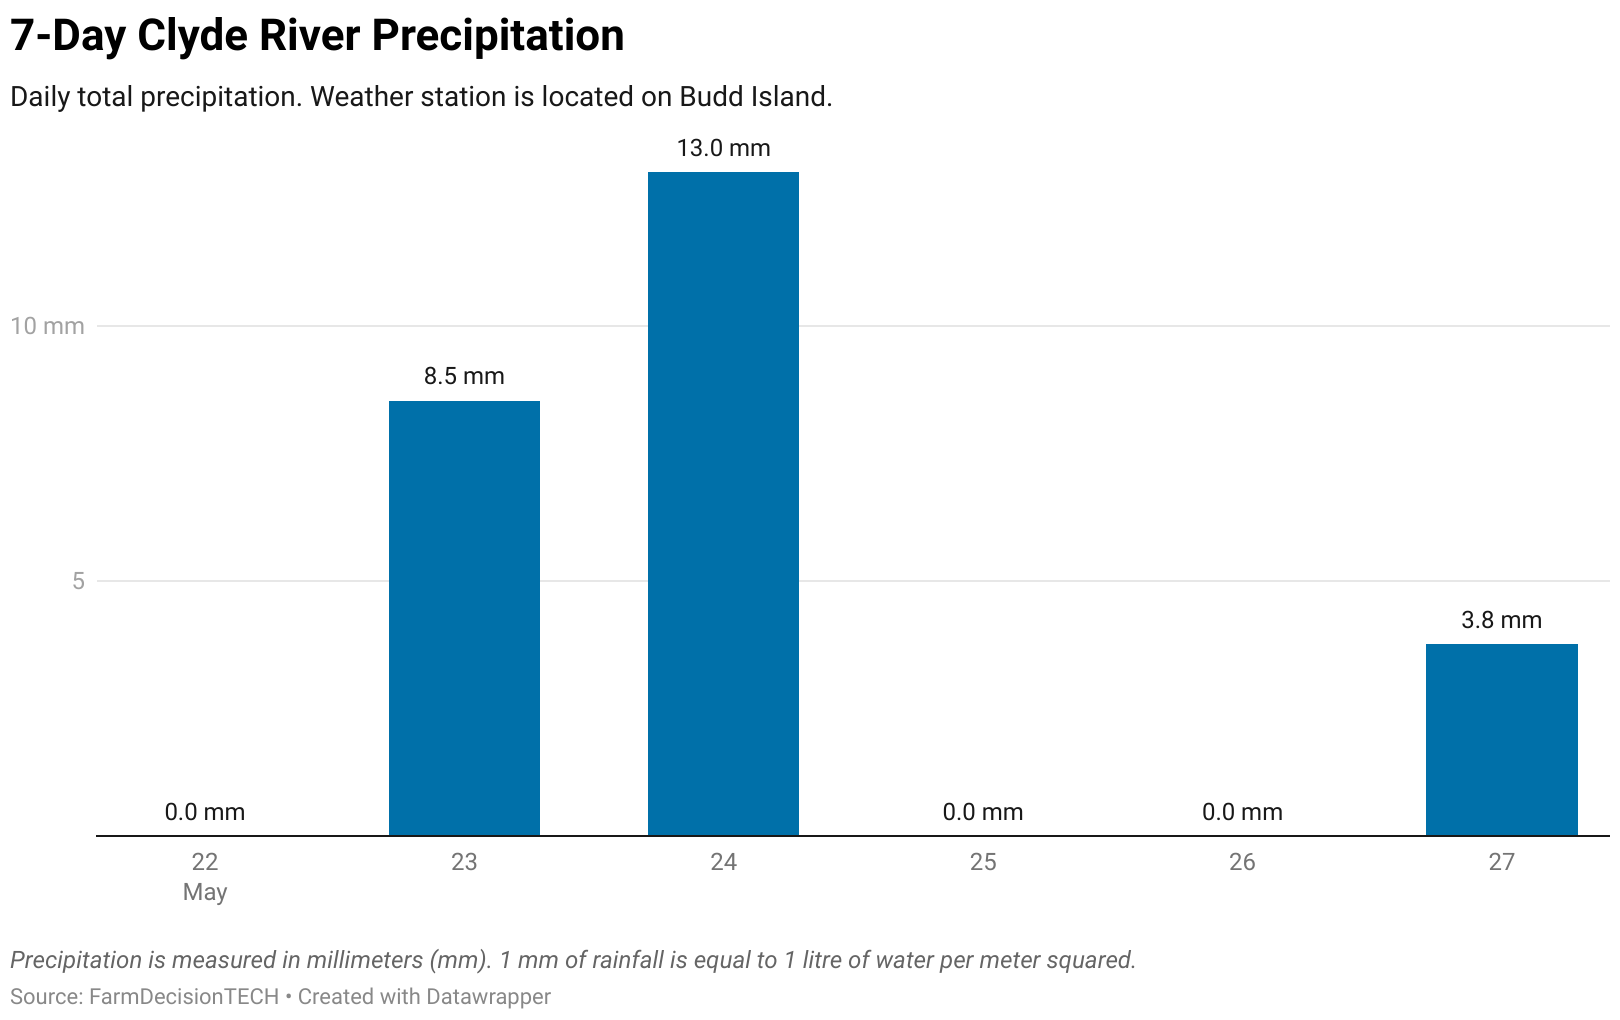 7-Day Clyde River Precipitation
Daily total precipitation. Weather station is located on Budd Island.
13.0 mm
10 mm
8.5 mm
5
3.8 mm
0.0 mm
0.0 mm
0.0 mm
22
23
24
25
26
27
May
Precipitation is measured in millimeters (mm). 1 mm of rainfall is equal to 1 litre of water per meter squared.
Source: FarmDecisionTECH • Created with Datawrapper